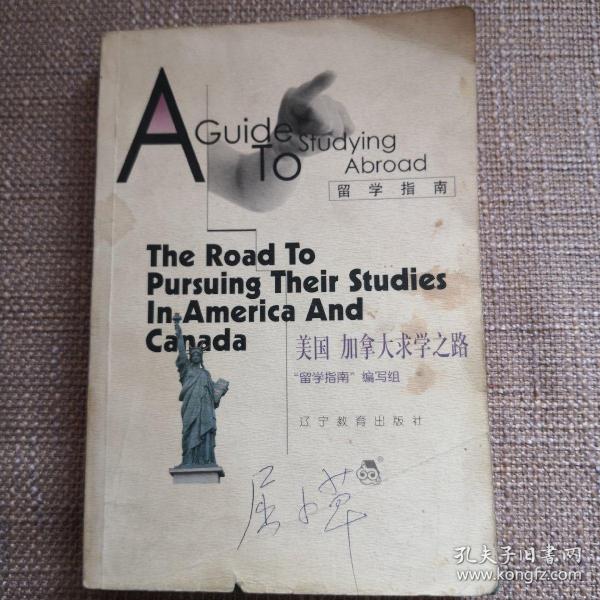 A Guide To Studying Abroad
留学指南
The Road To
Pursuing Their Studies
In America And
Canada
美国 加拿大求学之路
“留学指南”编写组
辽宁教育出版社
孔夫子旧书网
www.kongfz.com